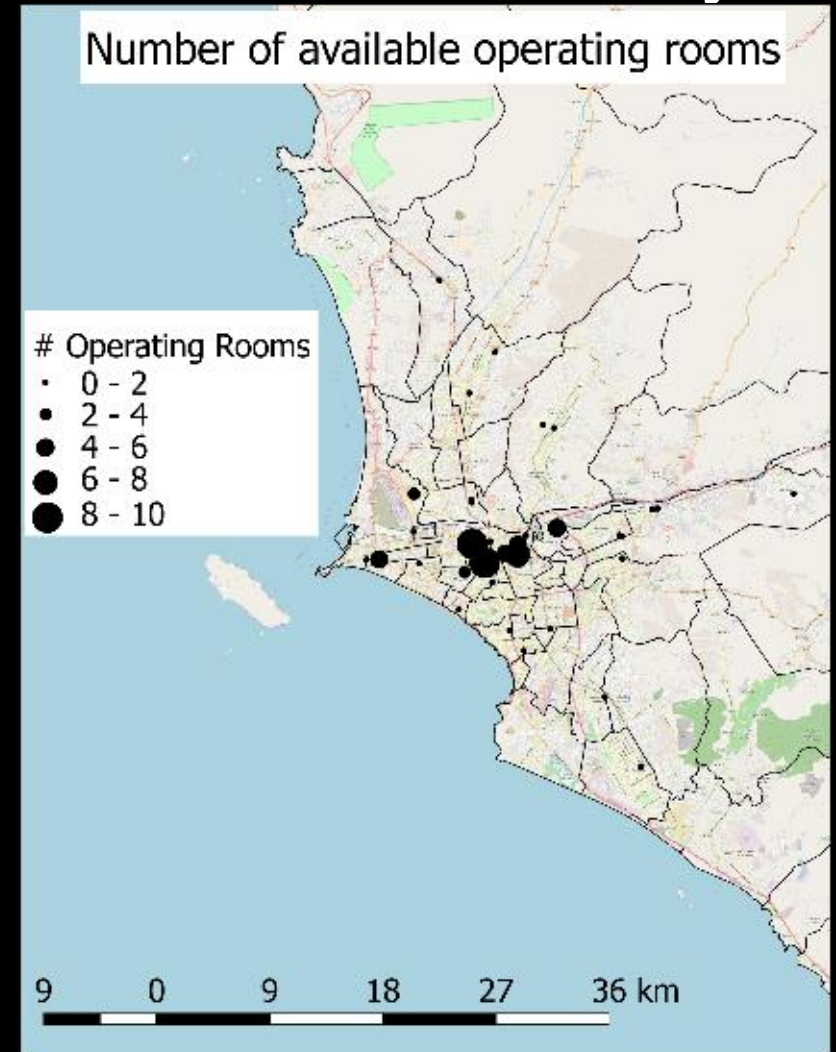 Number of available operating rooms
# Operating Rooms
0 - 2
2 - 4
4 - 6
6 - 8
8 - 10
9 0 9 18 27 36 km